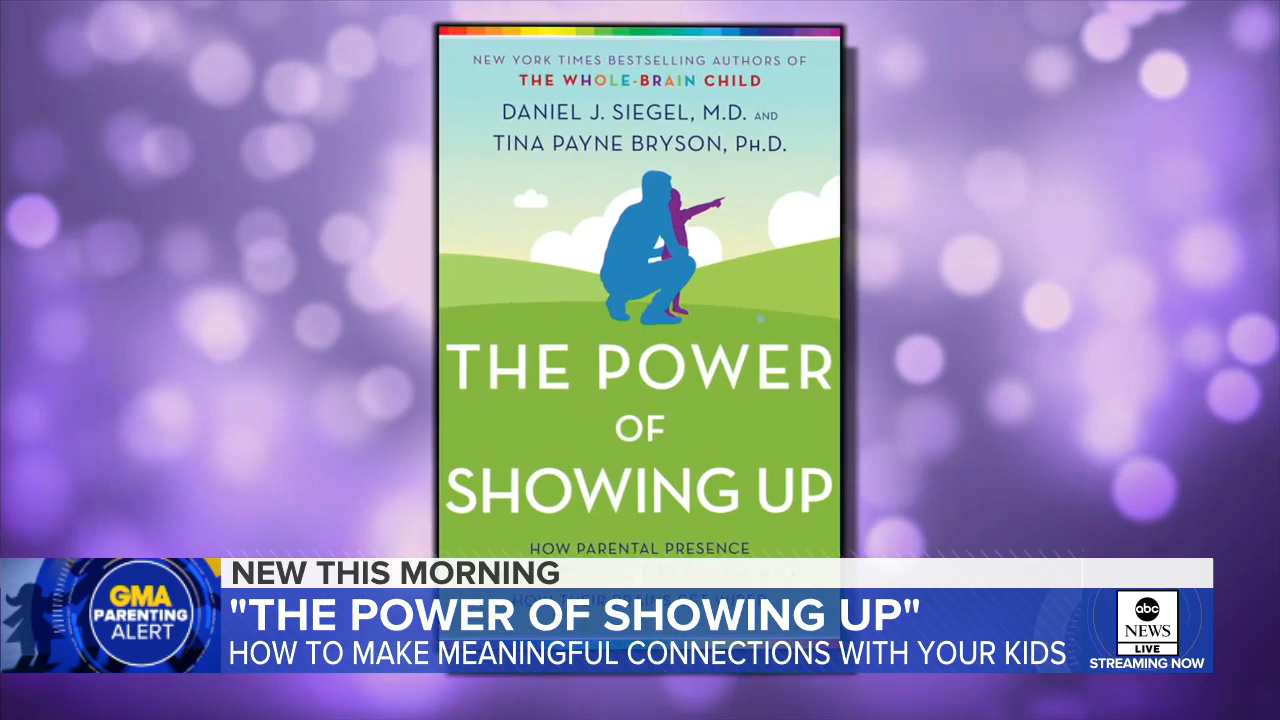 NEW YORK TIMES BESTSELLING AUTHORS OF
THE WHOLE-BRAIN CHILD
DANIEL J. SIEGEL, M.D. AND
TINA PAYNE BRYSON, PH.D.
THE POWER
OF
SHOWING UP
HOW PARENTAL PRESENCE
NEW THIS MORNING
GMA
PARENTING
ALERT
"THE POWER OF SHOWING UP"
HOW TO MAKE MEANINGFUL CONNECTIONS WITH YOUR KIDS
abc
NEWS
LIVE
STREAMING NOW